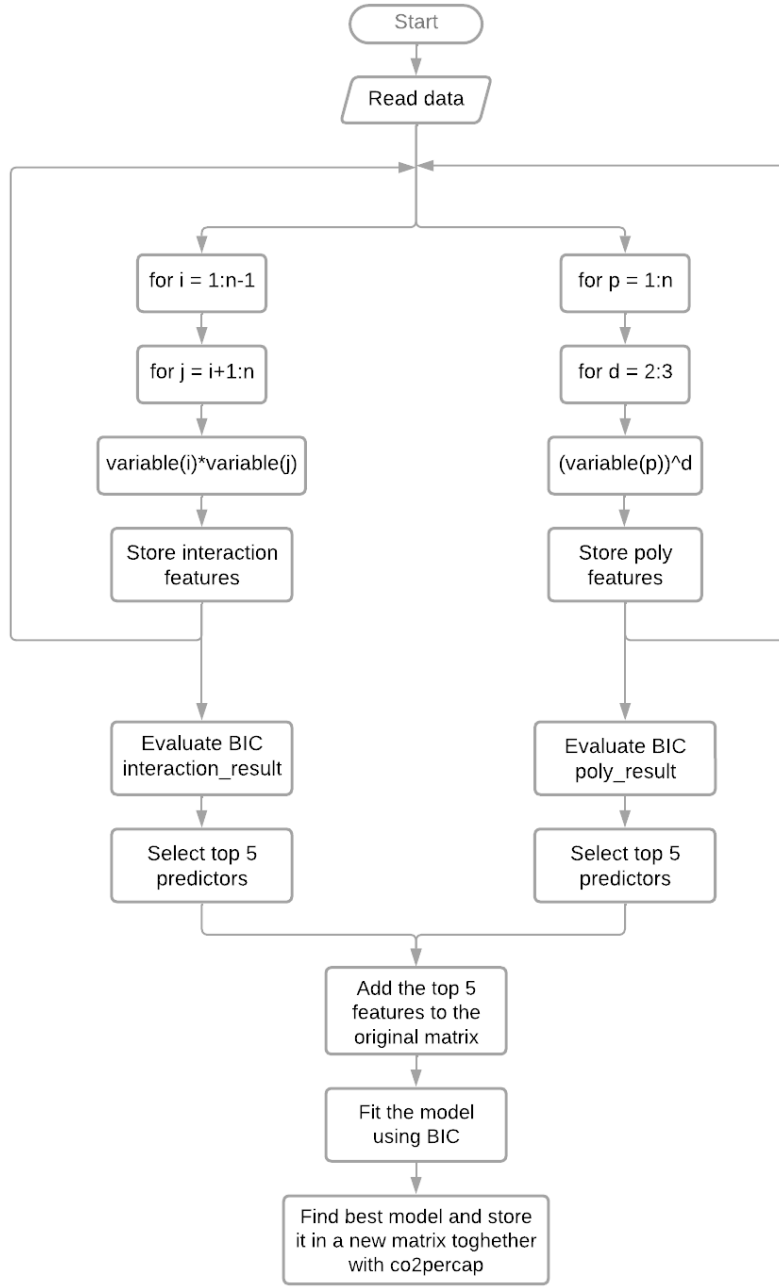 Start
Read data
for i = 1:n-1
for j = i+1:n
variable(i)*variable(j)
Store interaction
features
for p = 1:n
for d = 2:3
(variable(p))^d
Store poly
features
Evaluate BIC
interaction_result
Select top 5
predictors
Evaluate BIC
poly_result
Select top 5
predictors
Add the top 5
features to the
original matrix
Fit the model
using BIC
Find best model and store
it in a new matrix toghether
with co2percap